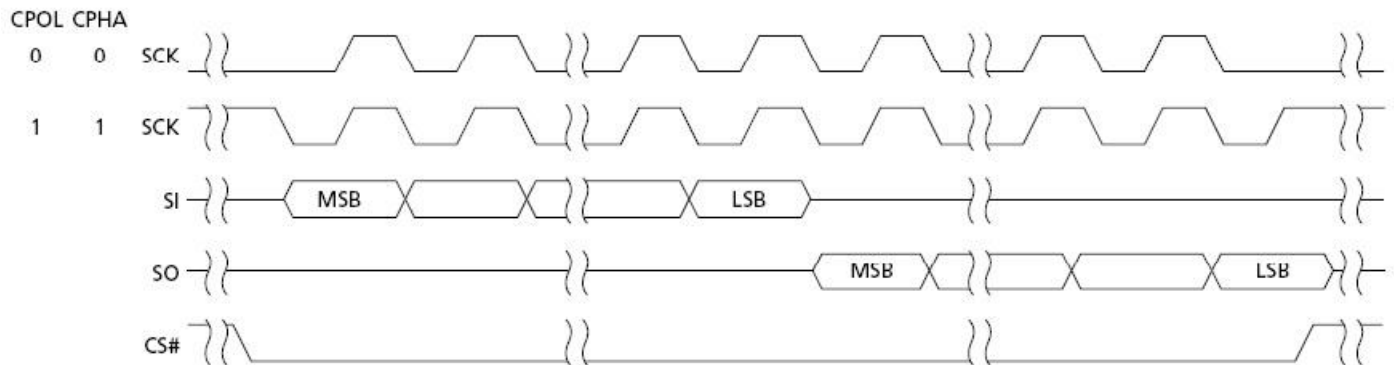 CPOL CPHA
0 0 SCK
1 1 SCK
SI MSB LSB
SO MSB LSB
CS#